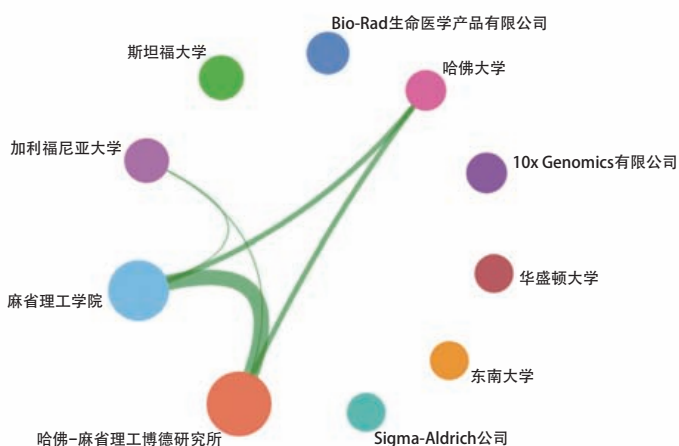 Bio-Rad生命医学产品有限公司
斯坦福大学
哈佛大学
加利福尼亚大学
10x Genomics有限公司
华盛顿大学
麻省理工学院
东南大学
哈佛-麻省理工博德研究所
Sigma-Aldrich公司